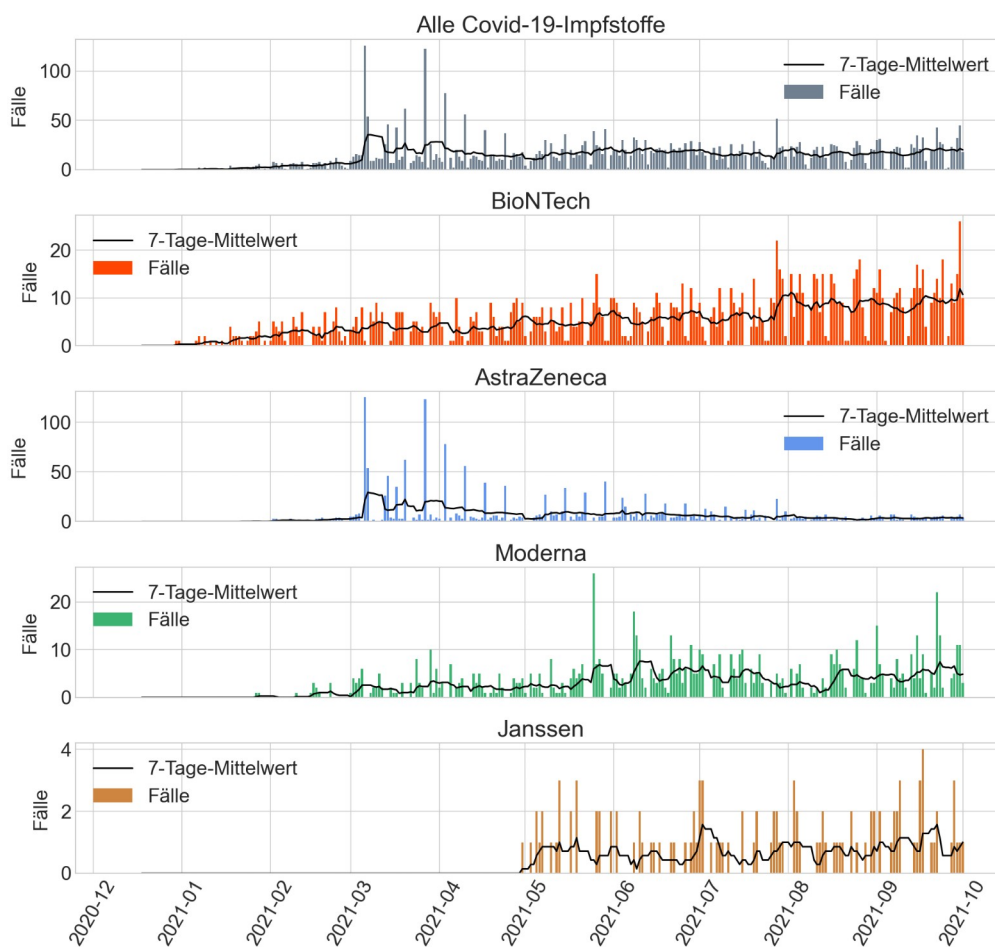 Alle Covid-19-Impfstoffe
Fälle
100
50
0
7-Tage-Mittelwert
Fälle
BioNTech
Fälle
20
10
0
7-Tage-Mittelwert
Fälle
AstraZeneca
Fälle
100
50
0
7-Tage-Mittelwert
Fälle
Moderna
Fälle
20
10
0
7-Tage-Mittelwert
Fälle
Janssen
Fälle
4
2
0
7-Tage-Mittelwert
Fälle
2020-12
2021-01
2021-02
2021-03
2021-04
2021-05
2021-06
2021-07
2021-08
2021-09
2021-10